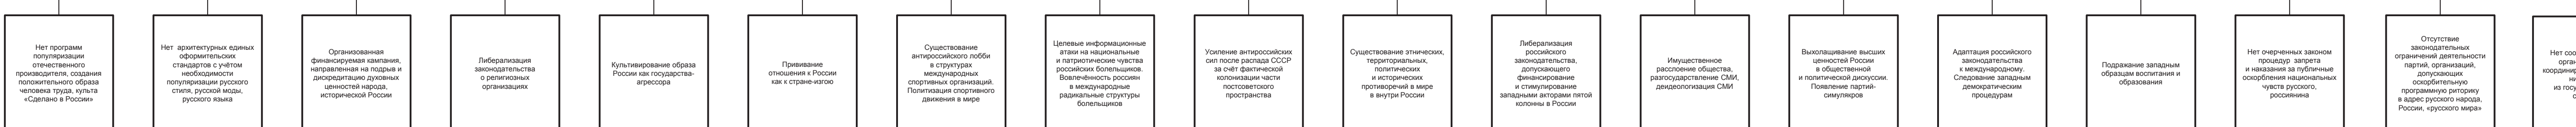 Нет программ
популяризации
отечественного
производителя, создания
положительного образа
человека труда, культа
«Сделано в России»
Нет архитектурных единых
оформительских
стандартов с учётом
необходимости
популяризации русского
стиля, русской моды,
русского языка
Организованная
финансируемая кампания,
направленная на подрыв и
дискредитацию духовных
ценностей народа,
исторической России
Либерализация
законодательства
о религиозных
организациях
Культивирование образа
России как государства-
агрессора
Прививание
отношения к России
как к стране-изгою
Существование
антироссийского лобби
в структурах
международных
спортивных организаций.
Политизация спортивного
движения в мире
Целевые информационные
атаки на национальные
и патриотические чувства
российских болельщиков.
Вовлечённость россиян
в международные
радикальные структуры
болельщиков
Усиление антироссийских
сил после распада СССР
за счёт фактической
колонизации части
постсоветского
пространства
Существование этнических,
территориальных,
политических
и исторических
противоречий в мире
в внутри России
Либерализация
российского
законодательства,
допускающего
финансирование
и стимулирование
западными акторами пятой
колонны в России
Имущественное
расслоение общества,
разгосударствление СМИ,
деидеологизация СМИ
Выхолащивание высших
ценностей России
в общественной
и политической дискуссии.
Появление партий-
симулякров
Адаптация российского
законодательства
к международному.
Следование западным
демократическим
процедурам
Подражание западным
образцам воспитания и
образования
Нет очерченных законом
процедур запрета
и наказания за публичные
оскорбления национальных
чувств русского,
россиянина
Отсутствие
законодательных
ограничений деятельности
партий, организаций,
допускающих
оскорбительную
программную риторику
в адрес русского народа,
России, «русского мира»
Нет